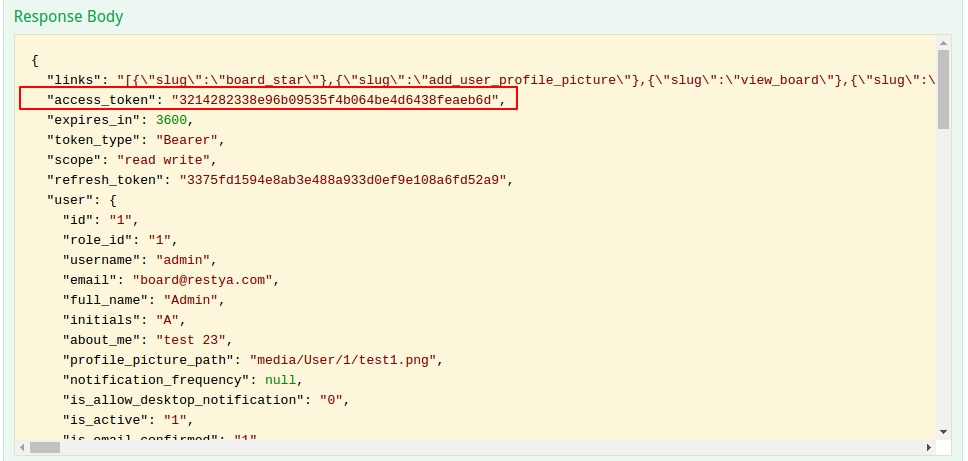 Response Body
{
"links": "[{\"slug\":\"board_star\"},{\"slug\":\"add_user_profile_picture\"},{\"slug\":\"view_board\"},{\"slug\":\
"access_token": "3214282338e96b09535f4b064be4d6438feaeb6d",
"expires_in": 3600,
"token_type": "Bearer",
"scope": "read write",
"refresh_token": "3375fd1594e8ab3e488a933d0ef9e108a6fd52a9",
"user": {
"id": "1",
"role_id": "1",
"username": "admin",
"email": "board@restya.com",
"full_name": "Admin",
"initials": "A",
"about_me": "test 23",
"profile_picture_path": "media/User/1/test1.png",
"notification_frequency": null,
"is_allow_desktop_notification": "0",
"is_active": "1",
"is_email_confirmed": "1"